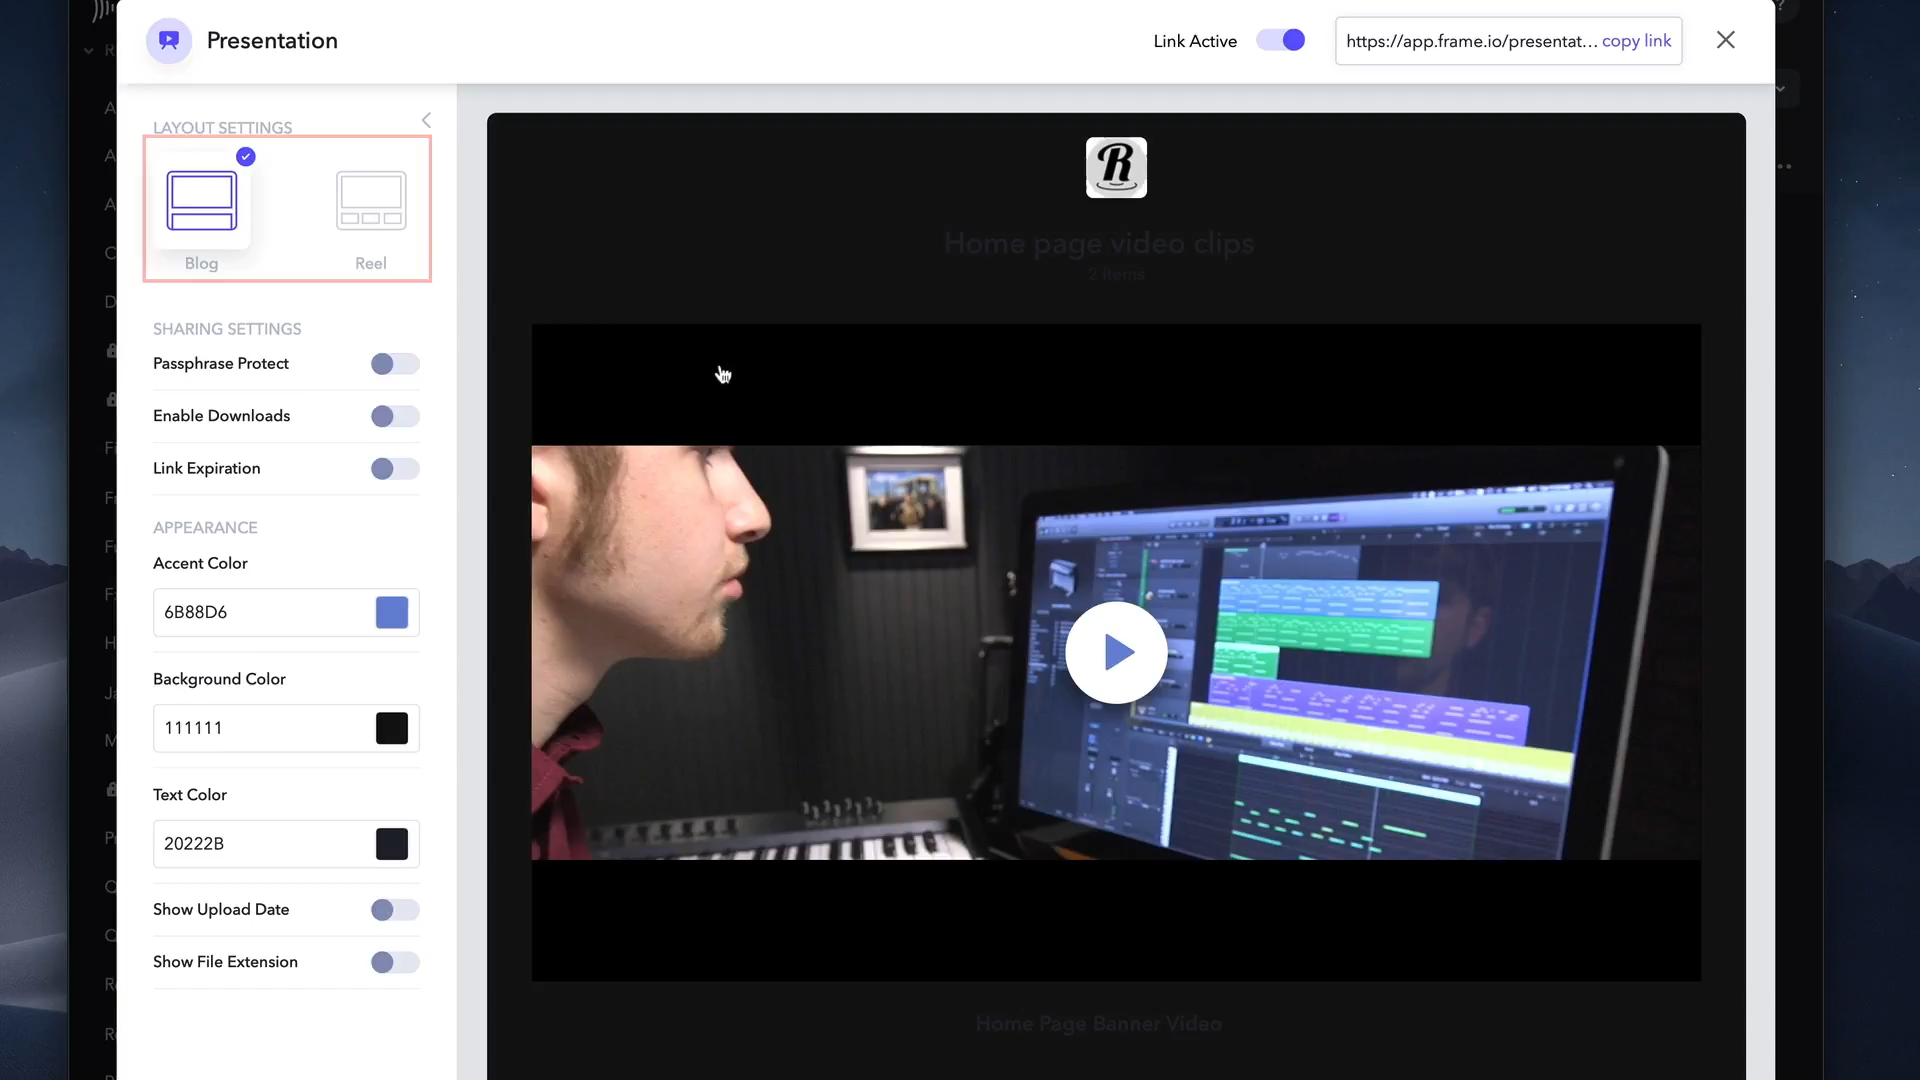 Presentation
Link Active
https://app.frame.io/presentat... copy link
LAYOUT SETTINGS
Blog
Reel
SHARING SETTINGS
Passphrase Protect
Enable Downloads
Link Expiration
APPEARANCE
Accent Color
6B88D6
Background Color
111111
Text Color
20222B
Show Upload Date
Show File Extension
R
Home page video clips
2 Items
Home Page Banner Video